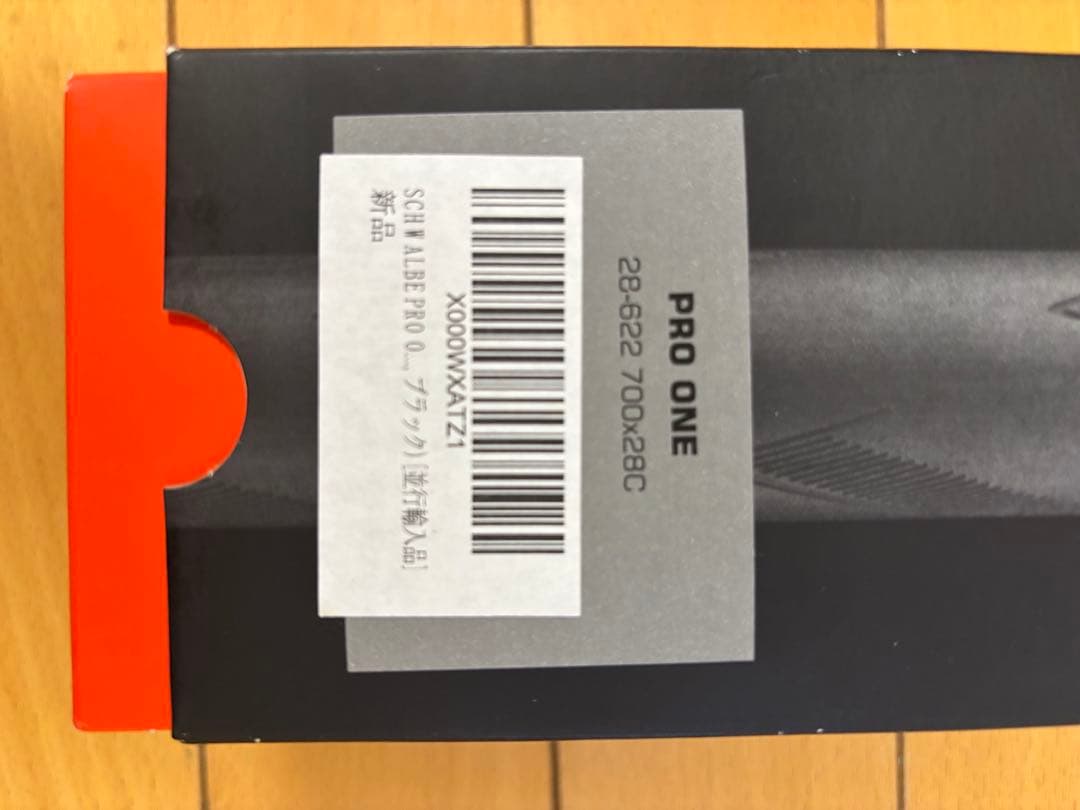 PRO ONE
28-622 700x28C
X000WXATZ1
SCHWALBE PRO O..., ブラック) [並行輸入品]
新品